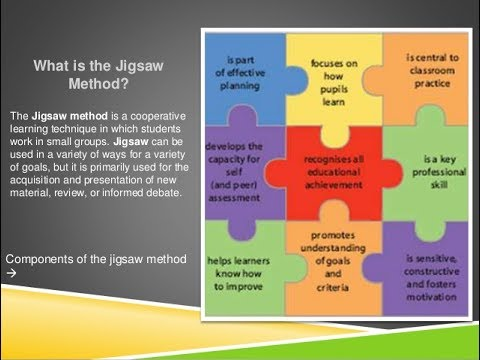 What is the Jigsaw
Method?
The Jigsaw method is a cooperative
learning technique in which students
work in small groups. Jigsaw can be
used in a variety of ways for a variety
of goals, but it is primarily used for the
acquisition and presentation of new
material, review, or informed debate.
Components of the jigsaw method
→
is part
of effective
planning
focuses on
how
pupils
learn
is central to
classroom
practice
develops the
capacity for
self
(and peer)
assessment
recognises all
educational
achievement
is a key
professional
skill
helps learners
know how
to improve
promotes
understanding
of goals
and
criteria
is sensitive,
constructive
and fosters
motivation